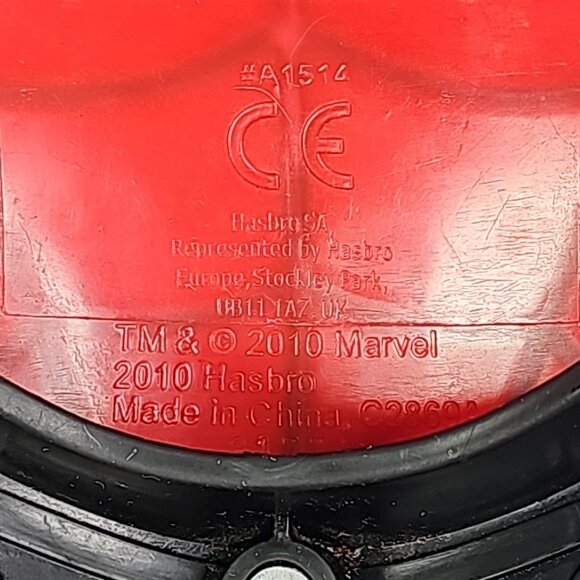 #A1514
CE
Hasbro SA,
Represented by Hasbro
Europe, Stockley Park,
UB11 1AZ UK
TM & © 2010 Marvel
2010 Hasbro
Made in China. C2869A